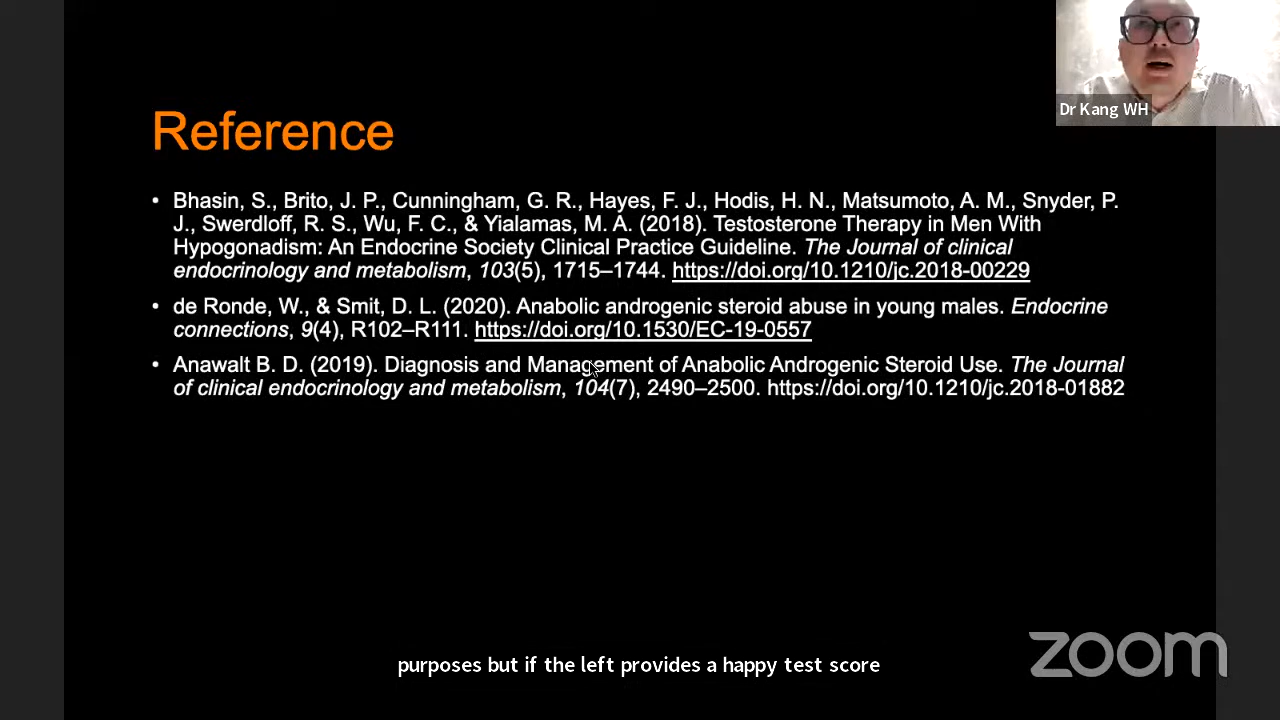 Dr Kang WH
Reference
• Bhasin, S., Brito, J. P., Cunningham, G. R., Hayes, F. J., Hodis, H. N., Matsumoto, A. M., Snyder, P.
J., Swerdloff, R. S., Wu, F. C., & Yialamas, M. A. (2018). Testosterone Therapy in Men With
Hypogonadism: An Endocrine Society Clinical Practice Guideline. The Journal of clinical
endocrinology and metabolism, 103(5), 1715–1744. https://doi.org/10.1210/jc.2018-00229
• de Ronde, W., & Smit, D. L. (2020). Anabolic androgenic steroid abuse in young males. Endocrine
connections, 9(4), R102–R111. https://doi.org/10.1530/EC-19-0557
• Anawalt B. D. (2019). Diagnosis and Management of Anabolic Androgenic Steroid Use. The Journal
of clinical endocrinology and metabolism, 104(7), 2490–2500. https://doi.org/10.1210/jc.2018-01882
purposes but if the left provides a happy test score
zoom